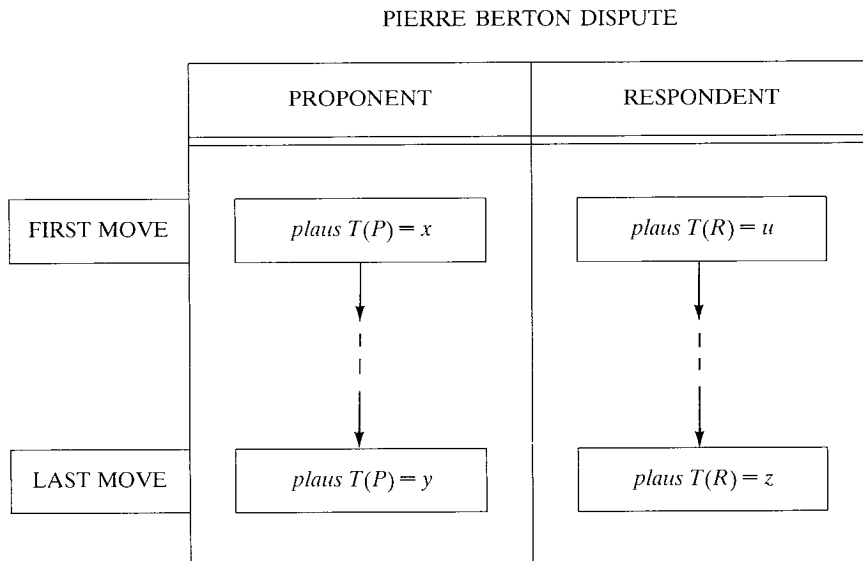 PIERRE BERTON DISPUTE
PROPONENT
RESPONDENT
FIRST MOVE
plaus T(P) = x
plaus T(R) = u
LAST MOVE
plaus T(P) = y
plaus T(R) = z